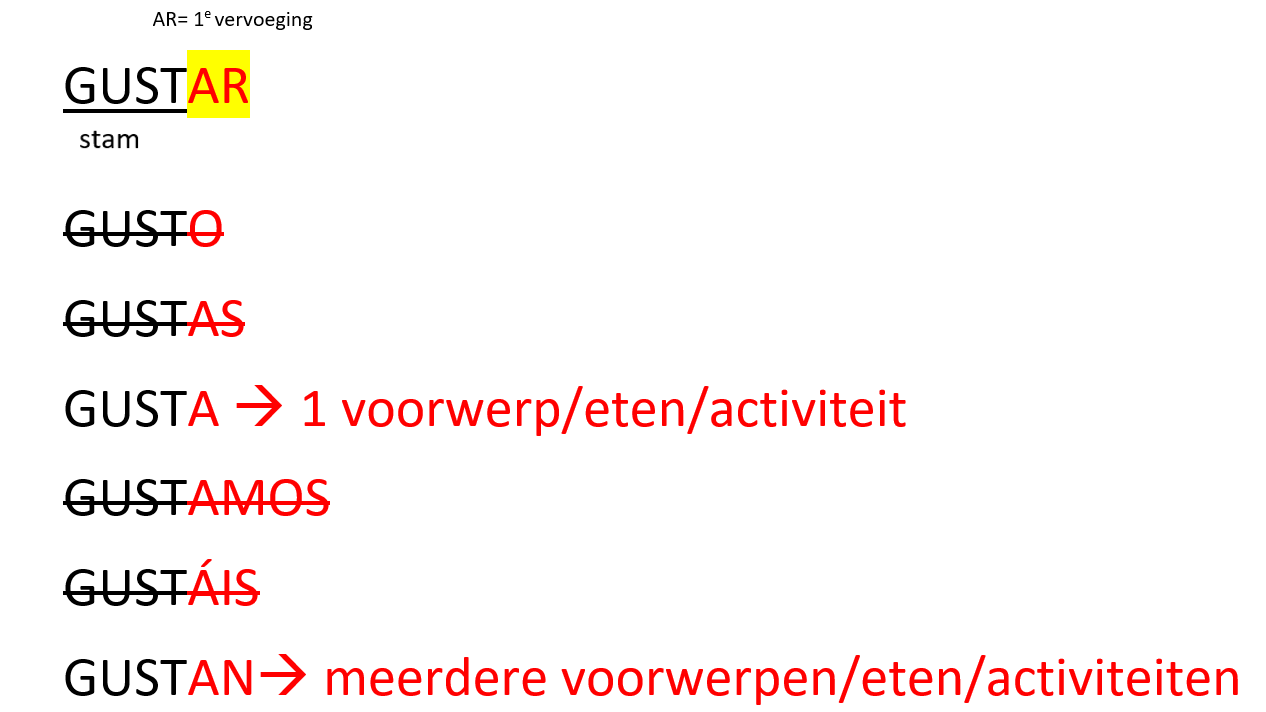 AR= 1e vervoeging
GUSTAR
stam
GUSTO
GUSTAS
GUSTA → 1 voorwerp/eten/activiteit
GUSTAMOS
GUSTÁIS
GUSTAN→ meerdere voorwerpen/eten/activiteiten